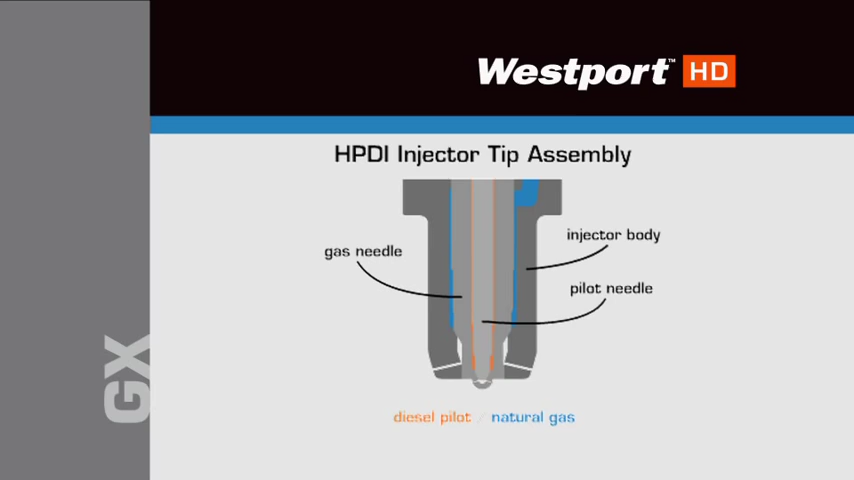 Westport™ HD
HPDI Injector Tip Assembly
injector body
gas needle
pilot needle
GX
diesel pilot / natural gas